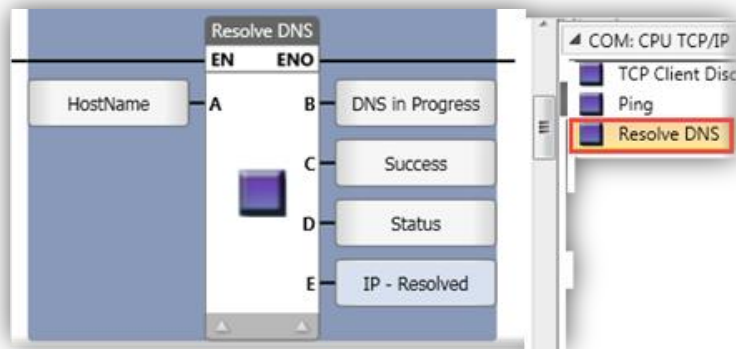 Resolve DNS
EN ENO
HostName A B DNS in Progress
C Success
D Status
E IP - Resolved
COM: CPU TCP/IP
TCP Client Disc
Ping
Resolve DNS